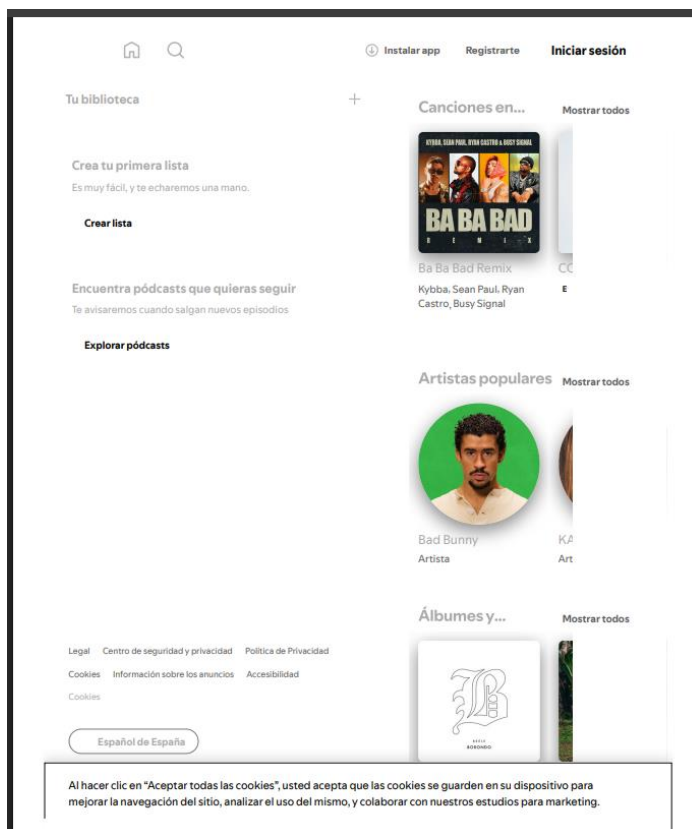 Instalar app
Registrarte
Iniciar sesión
Tu biblioteca
Crea tu primera lista
Es muy fácil, y te echaremos una mano.
Crear lista
Encuentra pódcasts que quieras seguir
Te avisaremos cuando salgan nuevos episodios
Explorar pódcasts
Legal Centro de seguridad y privacidad Política de Privacidad
Cookies Información sobre los anuncios Accesibilidad
Cookies
Español de España
Canciones en...
Mostrar todos
KYBBA, SEAN PAUL, RYAN CASTRO & BUSY SIGNAL
BA BA BAD
REMIX
Ba Ba Bad Remix
Kybba, Sean Paul, Ryan
Castro, Busy Signal
CC
E
Artistas populares
Mostrar todos
Bad Bunny
Artista
KA
Art
Álbumes y...
Mostrar todos
BEÉLE
BORONDO
Al hacer clic en “Aceptar todas las cookies”, usted acepta que las cookies se guarden en su dispositivo para
mejorar la navegación del sitio, analizar el uso del mismo, y colaborar con nuestros estudios para marketing.